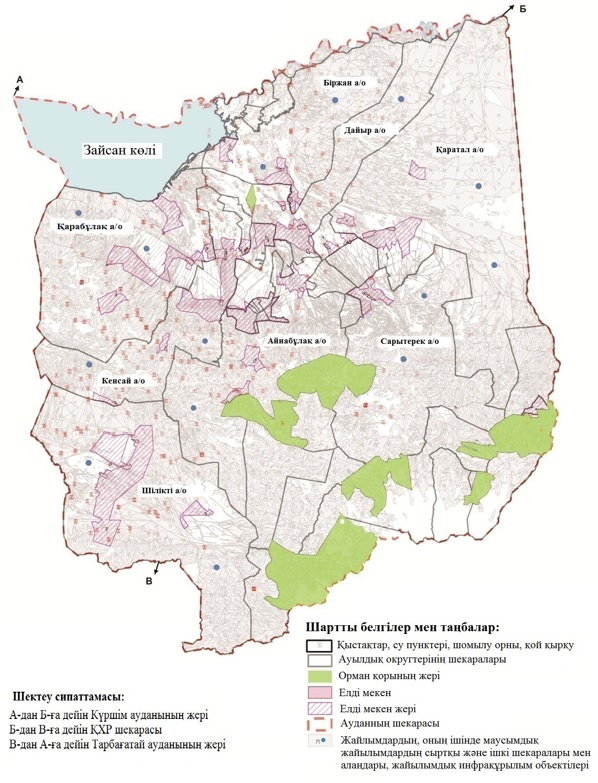 Б
А
Біржан а/о
Дайыр а/о
Зайсан көлі
Қаратал а/о
Қарабұлақ а/о
Айнабұлақ а/о
Сарытерек а/о
Кенсай а/о
Шілікті а/о
В
Шартты белгілер мен таңбалар:
Қыстақтар, су пунктері, шомылу орны, қой қырқу
Ауылдық округтерінің шекаралары
Орман қорының жері
Елді мекен
Елді мекен жері
Ауданның шекарасы
Жайылымдардың, оның ішінде маусымдық
жайылымдардың сыртқы және ішкі шекаралары мен
алаңдары, жайылымдық инфрақұрылым объектілері
Шектеу сипаттамасы:
А-дан Б-ға дейін Күршім ауданының жері
Б-дан В-ға дейін ҚХР шекарасы
В-дан А-ға дейін Тарбағатай ауданының жері